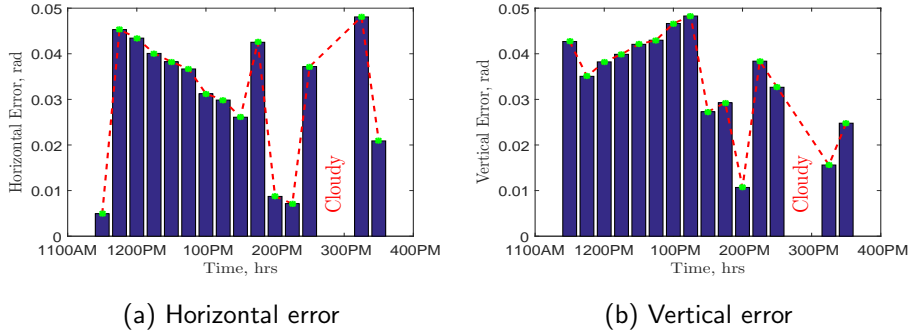 0.05
0.04
0.03
0.02
0.01
0
Horizontal Error, rad
Cloudy
1100AM 1200PM 100PM 200PM 300PM 400PM
Time, hrs
(a) Horizontal error
0.05
0.04
0.03
0.02
0.01
0
Vertical Error, rad
Cloudy
1100AM 1200PM 100PM 200PM 300PM 400PM
Time, hrs
(b) Vertical error